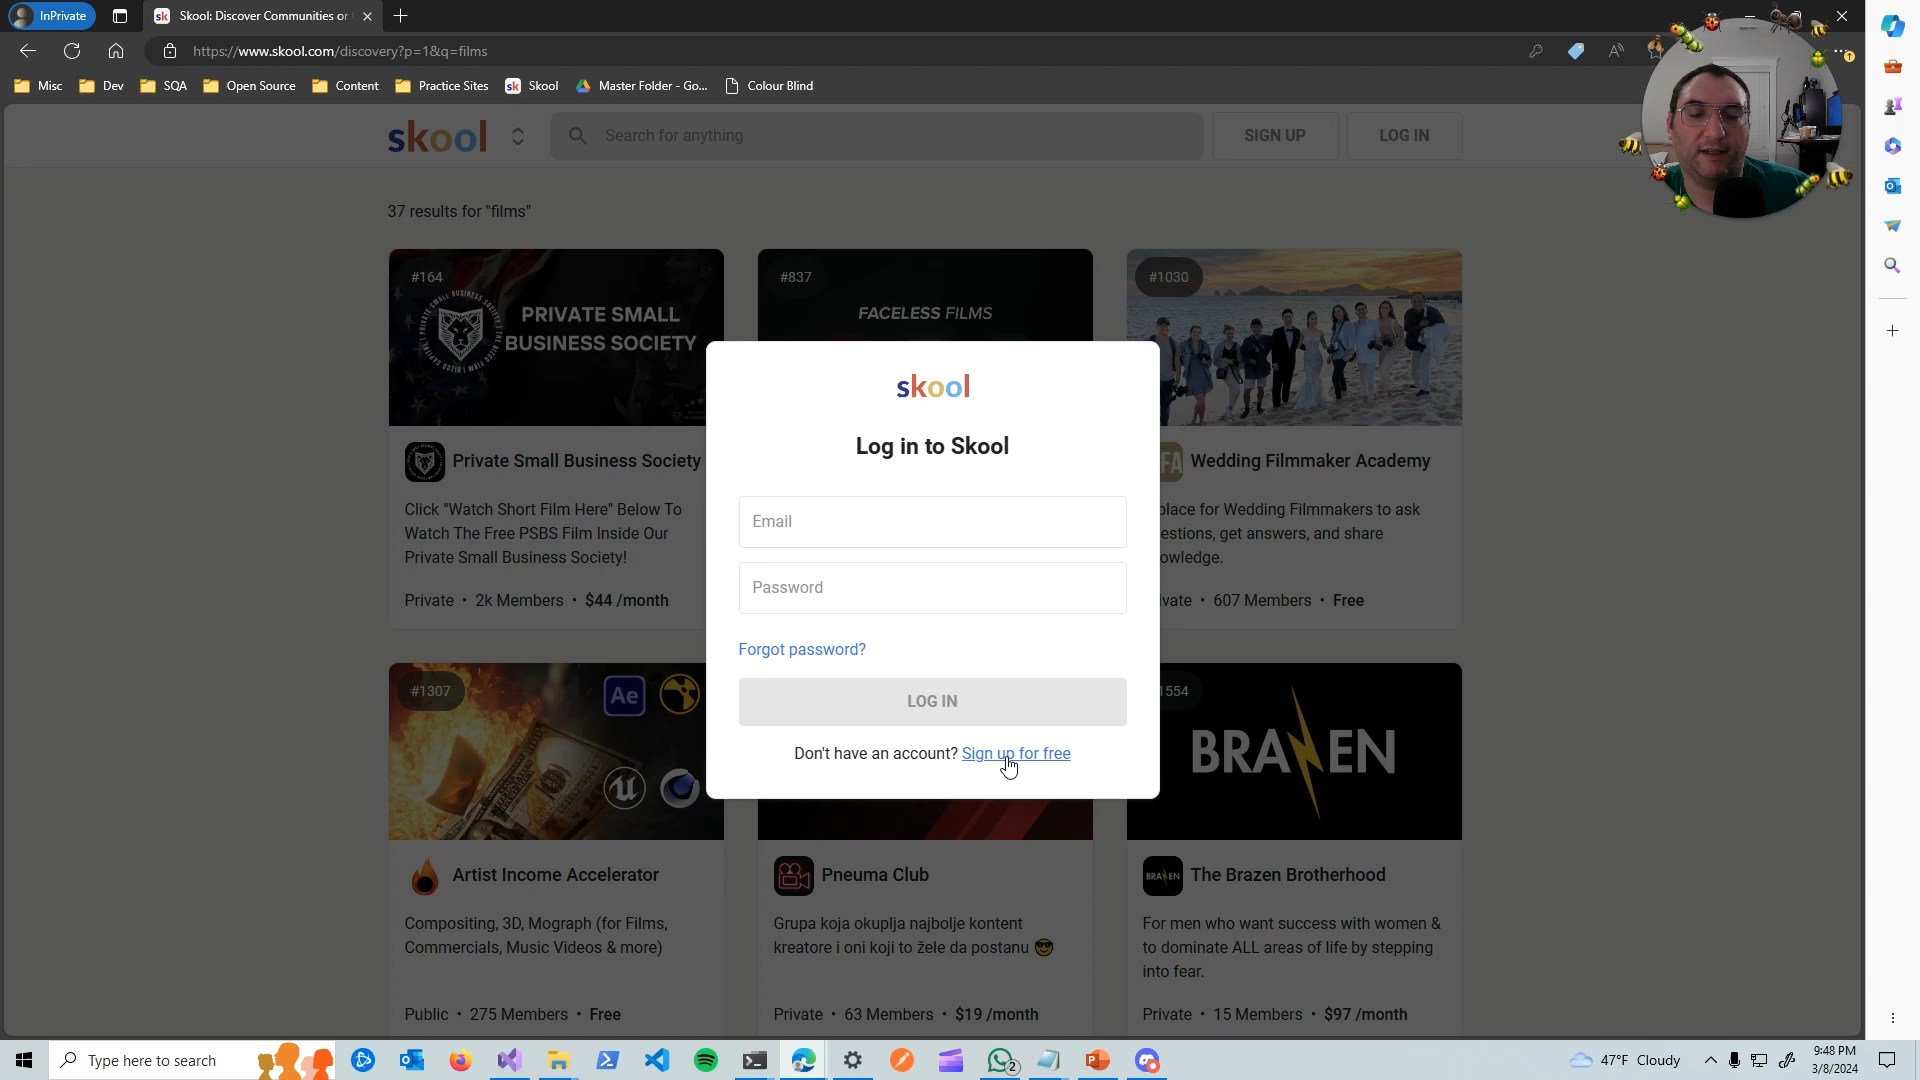 InPrivate
Skool: Discover Communities or
https://www.skool.com/discovery?p=1&q=films
Misc
Dev
SQA
Open Source
Content
Practice Sites
Skool
Master Folder - Go...
Colour Blind
skool
Search for anything
SIGN UP
LOG IN
37 results for "films"
#164
PRIVATE SMALL
BUSINESS SOCIETY
Private Small Business Society
Click "Watch Short Film Here" Below To
Watch The Free PSBS Film Inside Our
Private Small Business Society!
Private • 2k Members • $44 /month
#837
FACELESS FILMS
#1030
FA
Wedding Filmmaker Academy
place for Wedding Filmmakers to ask
estions, get answers, and share
owledge.
vate • 607 Members • Free
skool
Log in to Skool
Email
Password
Forgot password?
LOG IN
Don't have an account? Sign up for free
#1307
Ae
Artist Income Accelerator
Compositing, 3D, Mograph (for Films,
Commercials, Music Videos & more)
Public • 275 Members • Free
Pneuma Club
Grupa koja okuplja najbolje kontent
kreatore i oni koji to žele da postanu 😎
Private • 63 Members • $19 /month
1554
BRAZEN
BRAZEN
The Brazen Brotherhood
For men who want success with women &
to dominate ALL areas of life by stepping
into fear.
Private • 15 Members • $97 /month
Type here to search
2
47°F Cloudy
9:48 PM
3/8/2024